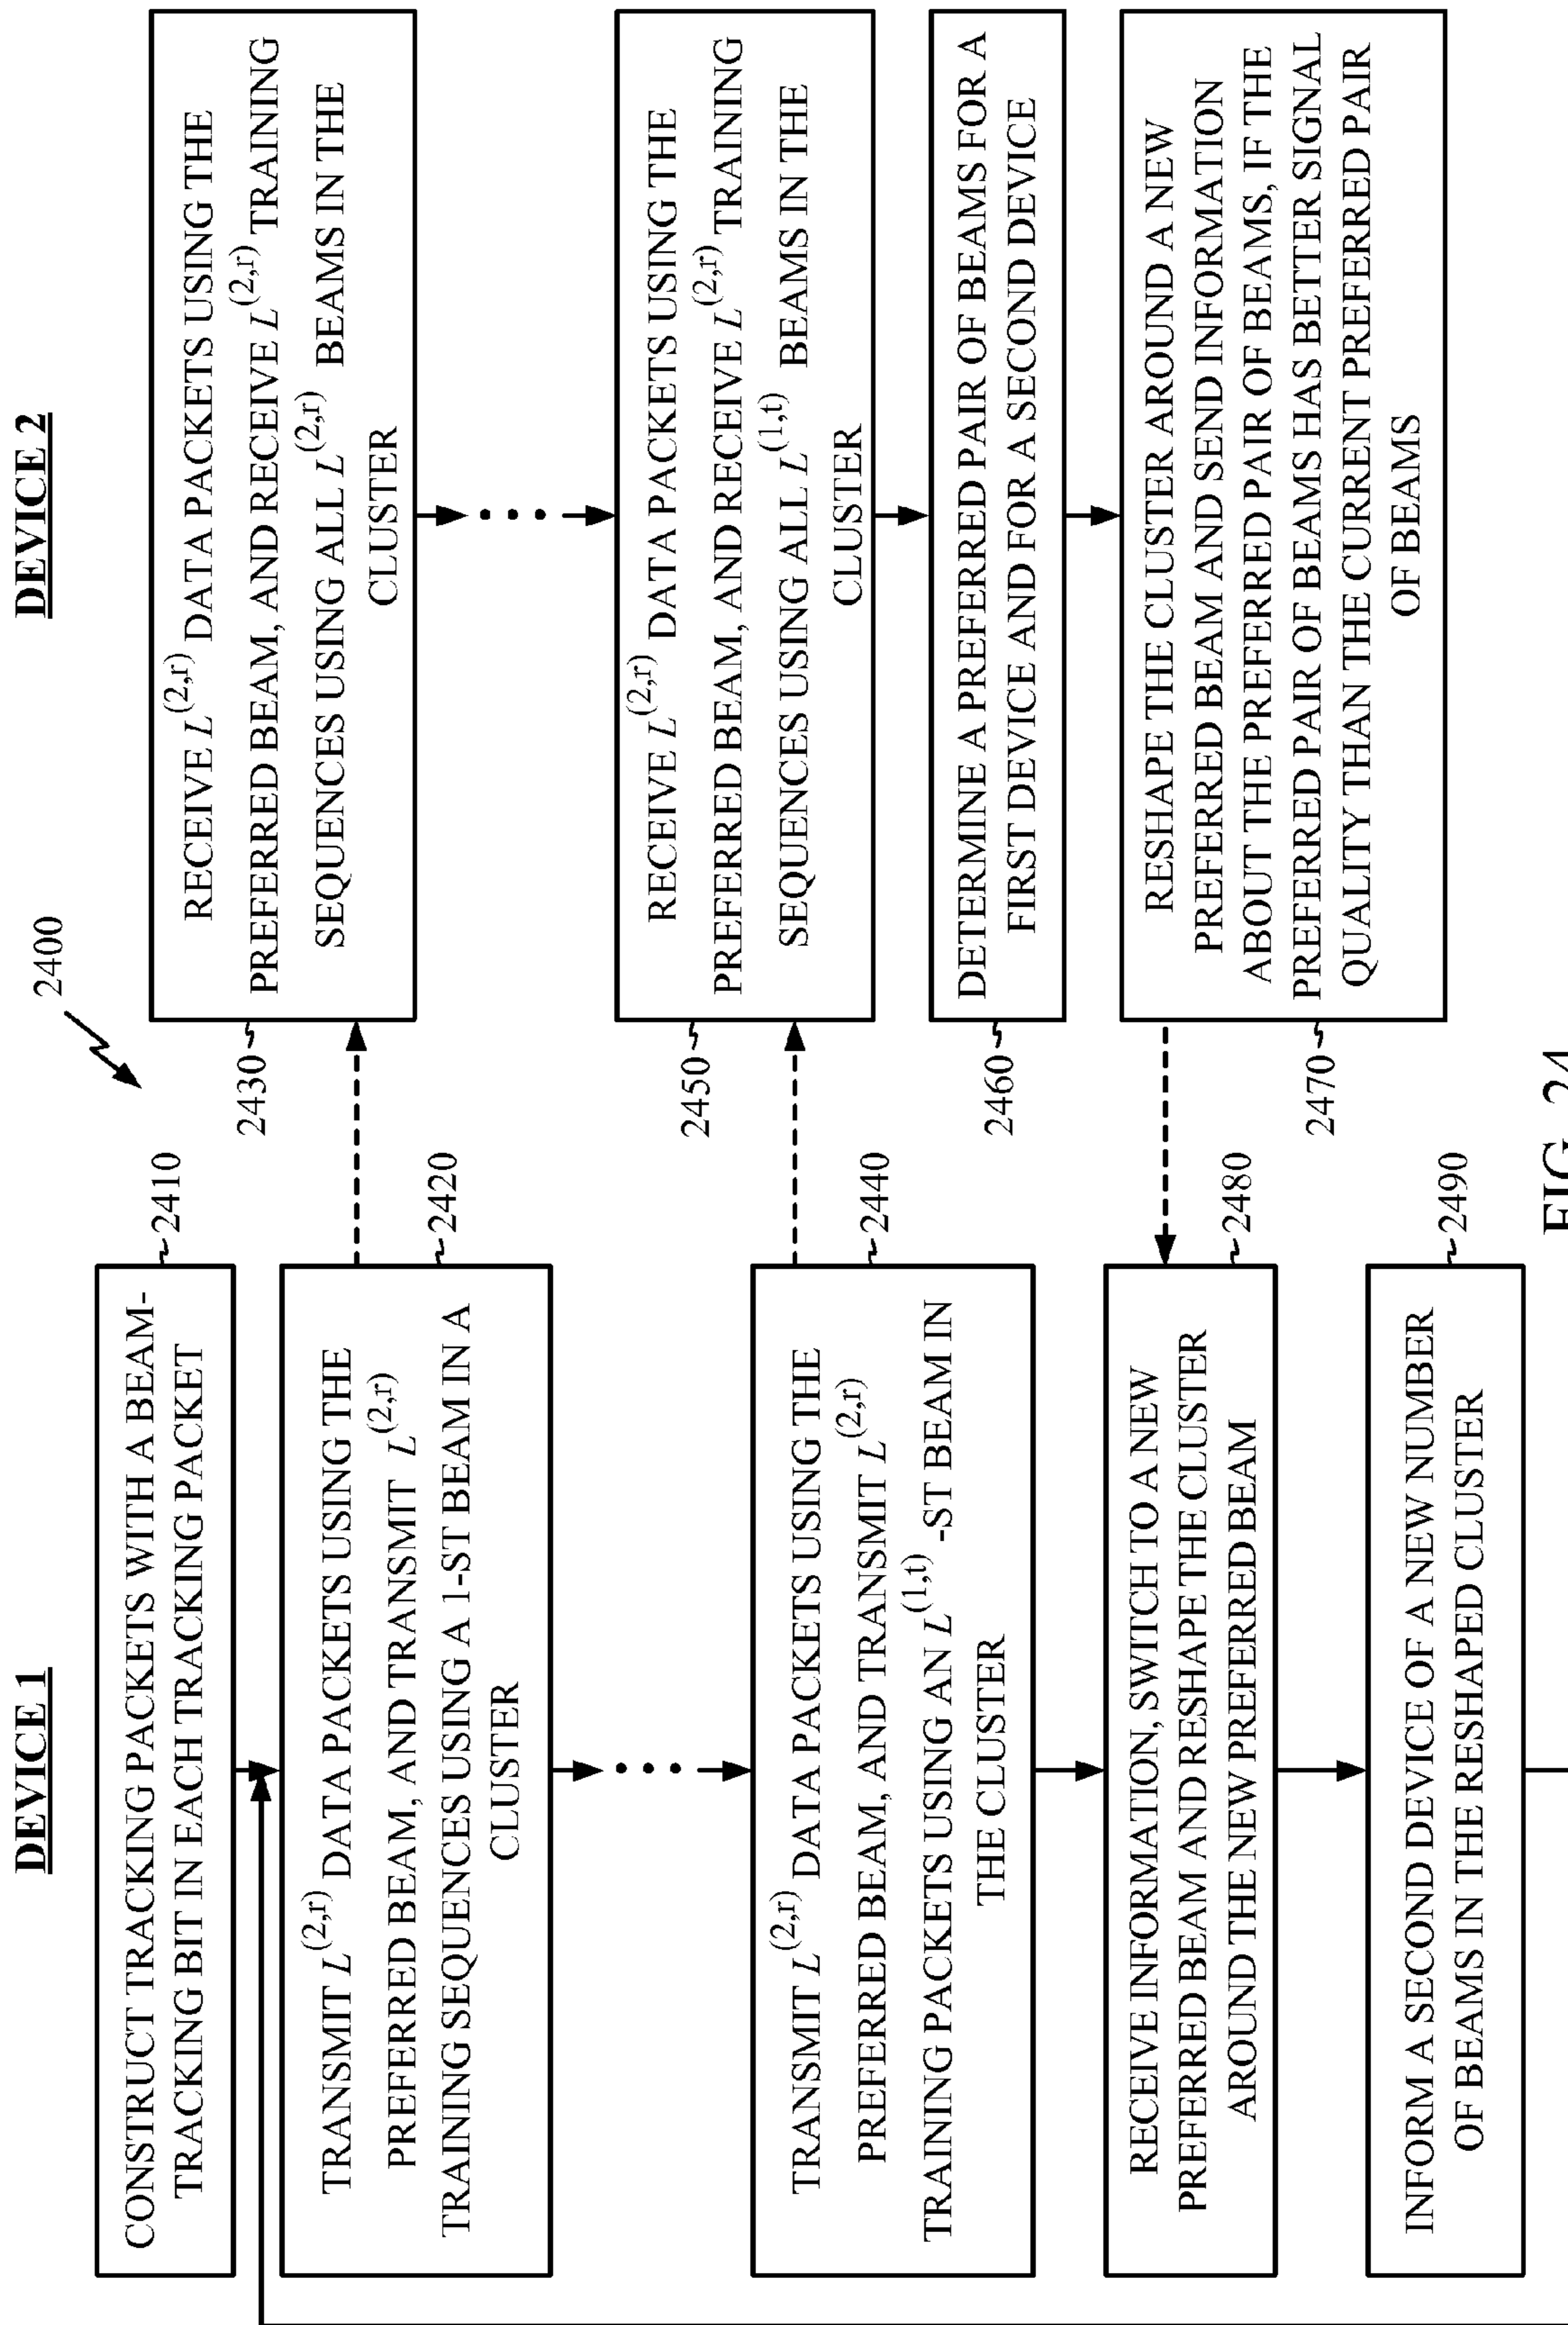 DEVICE 1
CONSTRUCT TRACKING PACKETS WITH A BEAM-
TRACKING BIT IN EACH TRACKING PACKET
2410
TRANSMIT L^(2,r) DATA PACKETS USING THE
PREFERRED BEAM, AND TRANSMIT L^(2,r)
TRAINING SEQUENCES USING A 1-ST BEAM IN A
CLUSTER
2420
• • •
TRANSMIT L^(2,r) DATA PACKETS USING THE
PREFERRED BEAM, AND TRANSMIT L^(2,r)
TRAINING PACKETS USING AN L^(1,t) -ST BEAM IN
THE CLUSTER
2440
RECEIVE INFORMATION, SWITCH TO A NEW
PREFERRED BEAM AND RESHAPE THE CLUSTER
AROUND THE NEW PREFERRED BEAM
2480
INFORM A SECOND DEVICE OF A NEW NUMBER
OF BEAMS IN THE RESHAPED CLUSTER
2490
2400
DEVICE 2
RECEIVE L^(2,r) DATA PACKETS USING THE
PREFERRED BEAM, AND RECEIVE L^(2,r) TRAINING
SEQUENCES USING ALL L^(2,r) BEAMS IN THE
CLUSTER
2430
• • •
RECEIVE L^(2,r) DATA PACKETS USING THE
PREFERRED BEAM, AND RECEIVE L^(2,r) TRAINING
SEQUENCES USING ALL L^(1,t) BEAMS IN THE
CLUSTER
2450
DETERMINE A PREFERRED PAIR OF BEAMS FOR A
FIRST DEVICE AND FOR A SECOND DEVICE
2460
RESHAPE THE CLUSTER AROUND A NEW
PREFERRED BEAM AND SEND INFORMATION
ABOUT THE PREFERRED PAIR OF BEAMS, IF THE
PREFERRED PAIR OF BEAMS HAS BETTER SIGNAL
QUALITY THAN THE CURRENT PREFERRED PAIR
OF BEAMS
2470
FIG. 24